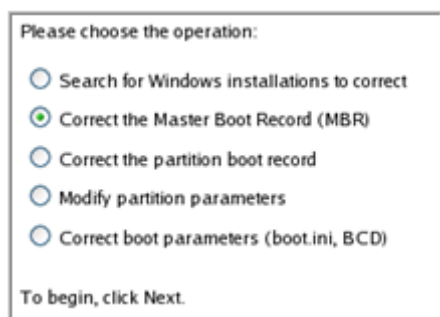 Please choose the operation:
Search for Windows installations to correct
Correct the Master Boot Record (MBR)
Correct the partition boot record
Modify partition parameters
Correct boot parameters (boot.ini, BCD)
To begin, click Next.